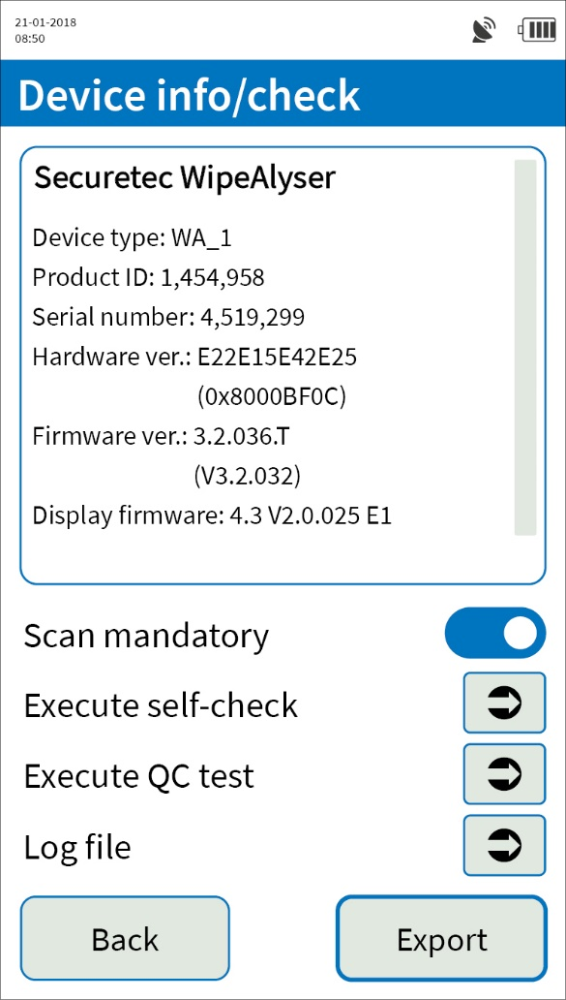 21-01-2018
08:50
Device info/check
Securetec WipeAlyser
Device type: WA_1
Product ID: 1,454,958
Serial number: 4,519,299
Hardware ver.: E22E15E42E25
(0x8000BF0C)
Firmware ver.: 3.2.036.T
(V3.2.032)
Display firmware: 4.3 V2.0.025 E1
Scan mandatory
Execute self-check
Execute QC test
Log file
Back
Export